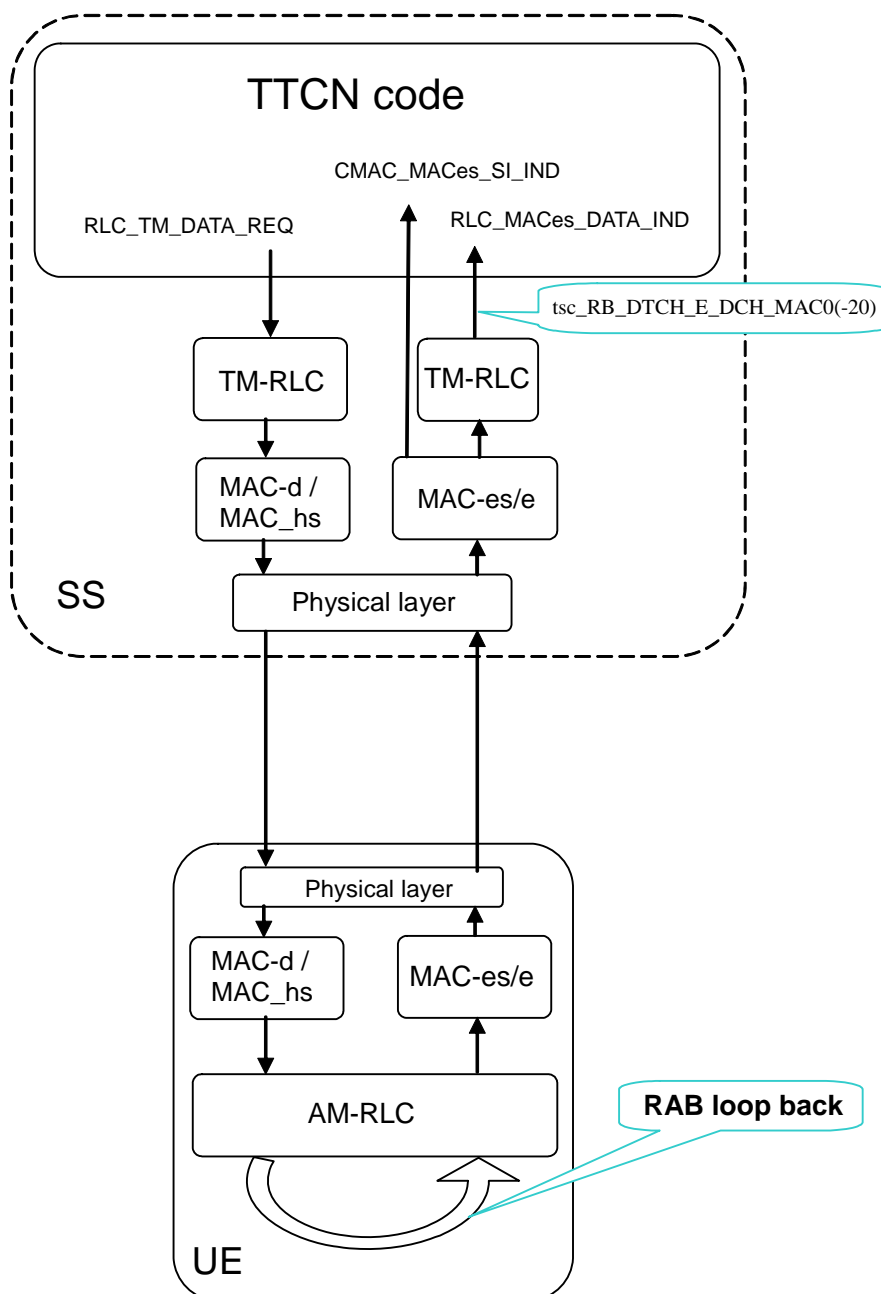 TTCN code
CMAC_MACes_SI_IND
RLC_TM_DATA_REQ
RLC_MACes_DATA_IND
tsc_RB_DTCH_E_DCH_MAC0(-20)
TM-RLC
TM-RLC
MAC-d /
MAC_hs
MAC-es/e
SS
Physical layer
Physical layer
MAC-d /
MAC_hs
MAC-es/e
AM-RLC
RAB loop back
UE